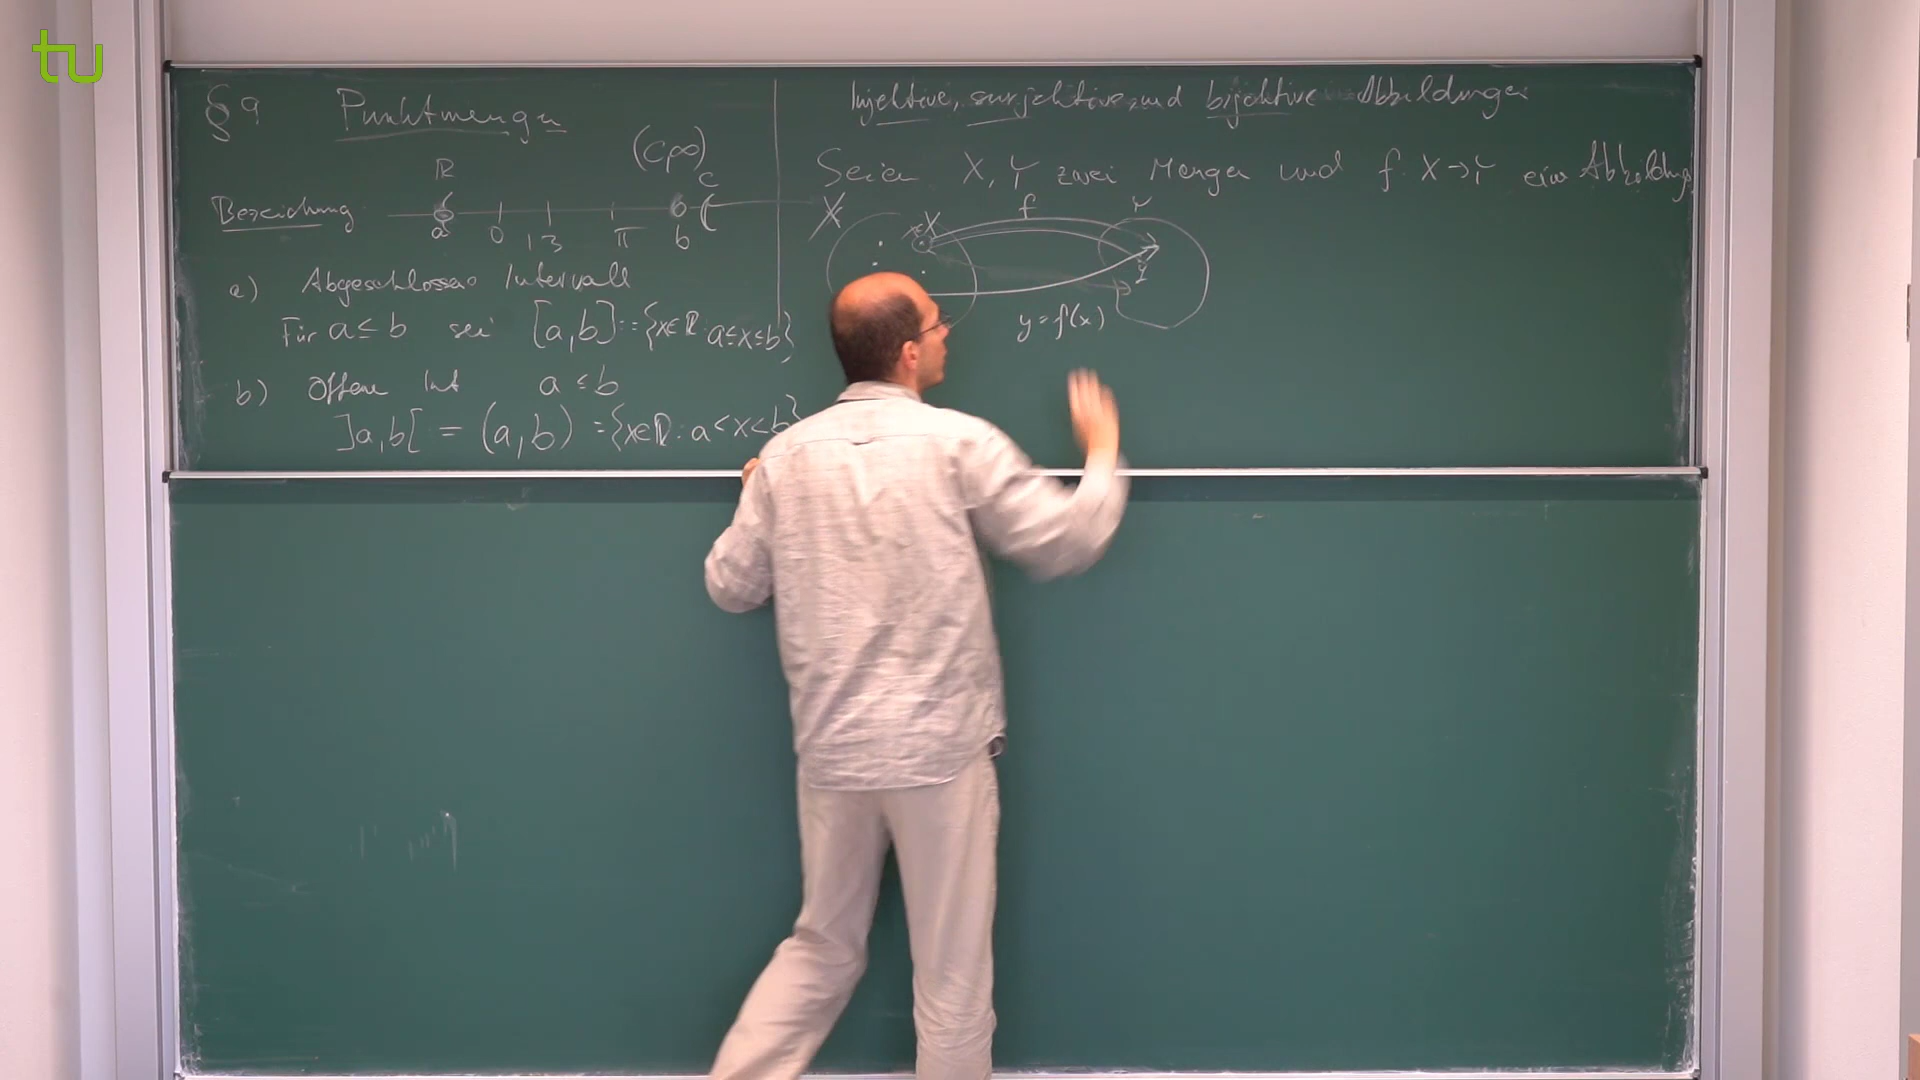 tu
§ 9 Punktmengen
(c,∞)
ℝ
c
Bezeichung
a 0 1 3 π b
a) Abgeschlossenes Intervall
Für a ≤ b sei [a,b] := {x∈ℝ: a≤x≤b}
b) Offene Int a ≤ b
]a,b[ = (a,b) = {x∈ℝ: a<x<b}
Injektive, surjektive und bijektive Abbildungen
Seien X, Y zwei Mengen und f: X→Y eine Abbildung
X
X f Y
x
y
y = f(x)